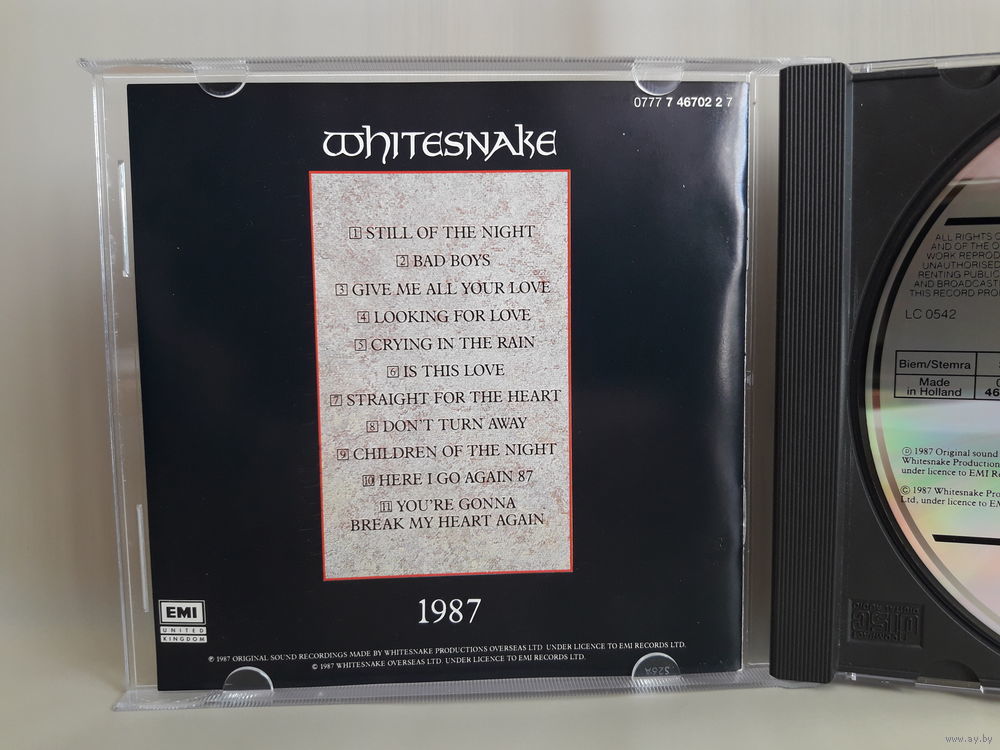 0777 7 46702 2 7
WHITESNAKE
1 STILL OF THE NIGHT
2 BAD BOYS
3 GIVE ME ALL YOUR LOVE
4 LOOKING FOR LOVE
5 CRYING IN THE RAIN
6 IS THIS LOVE
7 STRAIGHT FOR THE HEART
8 DON'T TURN AWAY
9 CHILDREN OF THE NIGHT
10 HERE I GO AGAIN 87
11 YOU'RE GONNA
BREAK MY HEART AGAIN
1987
EMI
UNITED
KINGDOM
℗ 1987 ORIGINAL SOUND RECORDINGS MADE BY WHITESNAKE PRODUCTIONS OVERSEAS LTD UNDER LICENCE TO EMI RECORDS LTD.
© 1987 WHITESNAKE OVERSEAS LTD. UNDER LICENCE TO EMI RECORDS LTD.
ALL RIGHTS
AND OF THE
WORK REPROD
UNAUTHORISED
RENTING PUBLIC
AND BROADCAST
THIS RECORD PRO
LC 0542
Biem/Stemra
Made
in Holland
46
℗ 1987 Original sound
Whitesnake Production
under licence to EMI Re
© 1987 Whitesnake Pro
Ltd. under licence to EM
www.ay.by